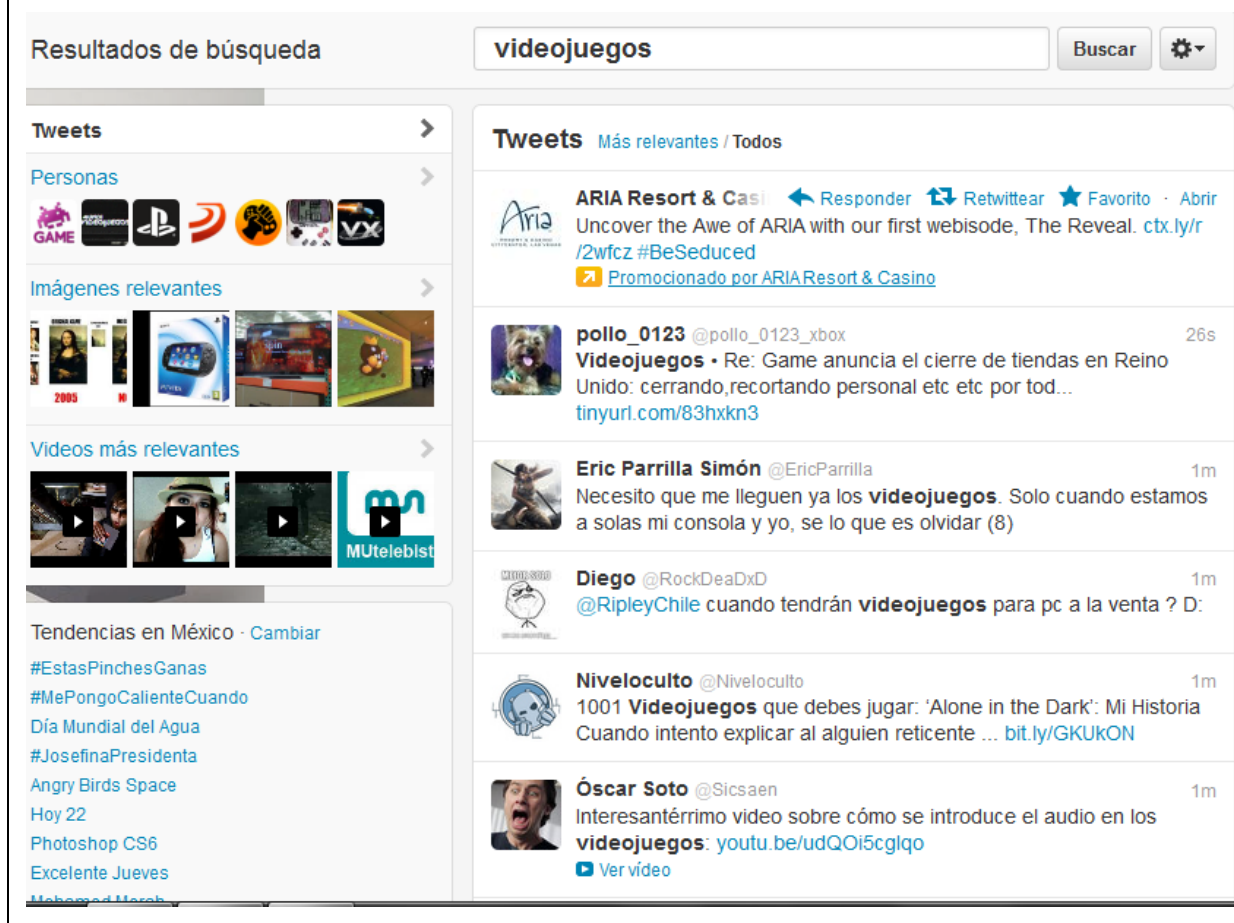 Resultados de búsqueda
videojuegos
Buscar
Tweets
Personas
GAME
VX
Imágenes relevantes
2005
Videos más relevantes
MUtelebist
Tendencias en México · Cambiar
#EstasPinchesGanas
#MePongoCalienteCuando
Día Mundial del Agua
#JosefinaPresidenta
Angry Birds Space
Hoy 22
Photoshop CS6
Excelente Jueves
Mohamed Merah
Tweets Más relevantes / Todos
Aria
ARIA Resort & Casi Responder Retwittear Favorito · Abrir
Uncover the Awe of ARIA with our first webisode, The Reveal. ctx.ly/r
/2wfcz #BeSeduced
Promocionado por ARIA Resort & Casino
pollo_0123 @pollo_0123_xbox 26s
Videojuegos • Re: Game anuncia el cierre de tiendas en Reino
Unido: cerrando,recortando personal etc etc por tod...
tinyurl.com/83hxkn3
Eric Parrilla Simón @EricParrilla 1m
Necesito que me lleguen ya los videojuegos. Solo cuando estamos
a solas mi consola y yo, se lo que es olvidar (8)
MEJOR SOLO
Diego @RockDeaDxD 1m
@RipleyChile cuando tendrán videojuegos para pc a la venta ? D:
Niveloculto @Niveloculto 1m
1001 Videojuegos que debes jugar: ‘Alone in the Dark’: Mi Historia
Cuando intento explicar al alguien reticente ... bit.ly/GKUkON
Óscar Soto @Sicsaen 1m
Interesantérrimo video sobre cómo se introduce el audio en los
videojuegos: youtu.be/udQOi5cglqo
Ver vídeo